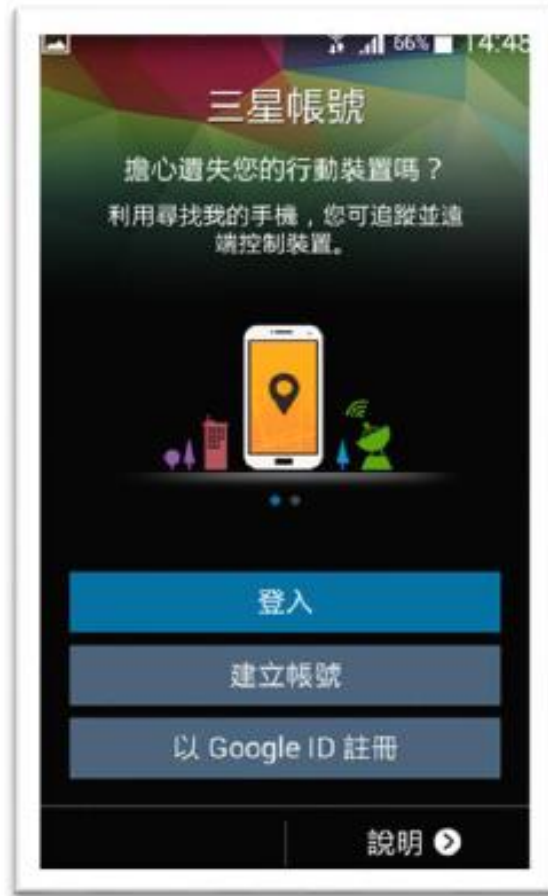 66% 14:48
三星帳號
擔心遺失您的行動裝置嗎？
利用尋找我的手機，您可追蹤並遠
端控制裝置。
登入
建立帳號
以 Google ID 註冊
說明